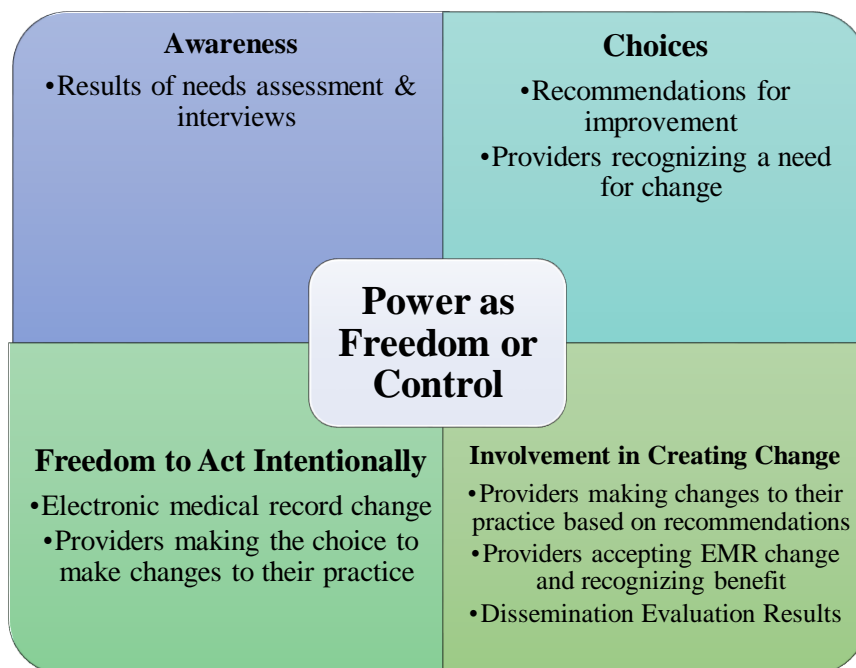 Awareness
•Results of needs assessment &
interviews
Choices
•Recommendations for
improvement
•Providers recognizing a need
for change
Power as
Freedom or
Control
Freedom to Act Intentionally
•Electronic medical record change
•Providers making the choice to
make changes to their practice
Involvement in Creating Change
•Providers making changes to their
practice based on recommendations
•Providers accepting EMR change
and recognizing benefit
•Dissemination Evaluation Results